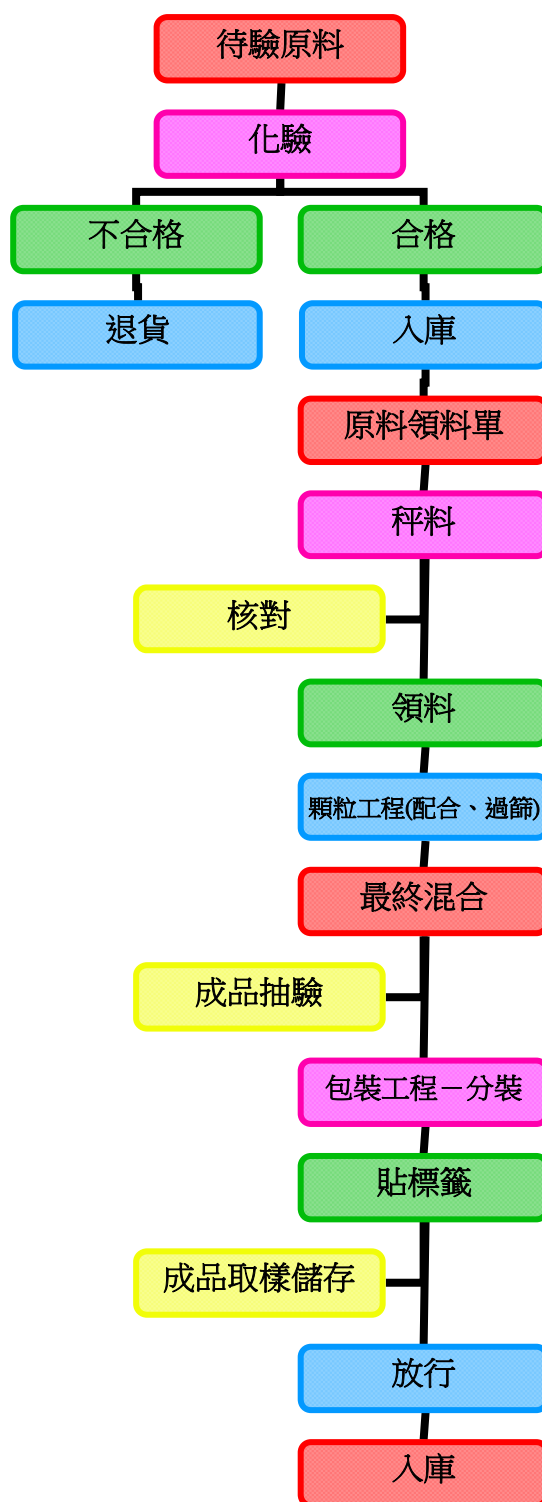 待驗原料
化驗
不合格
合格
退貨
入庫
原料領料單
秤料
核對
領料
顆粒工程(配合、過篩)
最終混合
成品抽驗
包裝工程－分裝
貼標籤
成品取樣儲存
放行
入庫